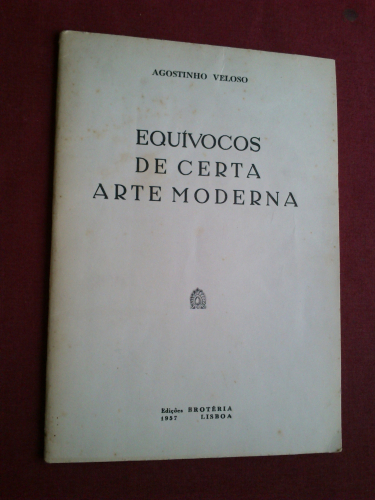 AGOSTINHO VELOSO
EQUÍVOCOS
DE CERTA
ARTE MODERNA
Edições BROTÉRIA
1957 LISBOA